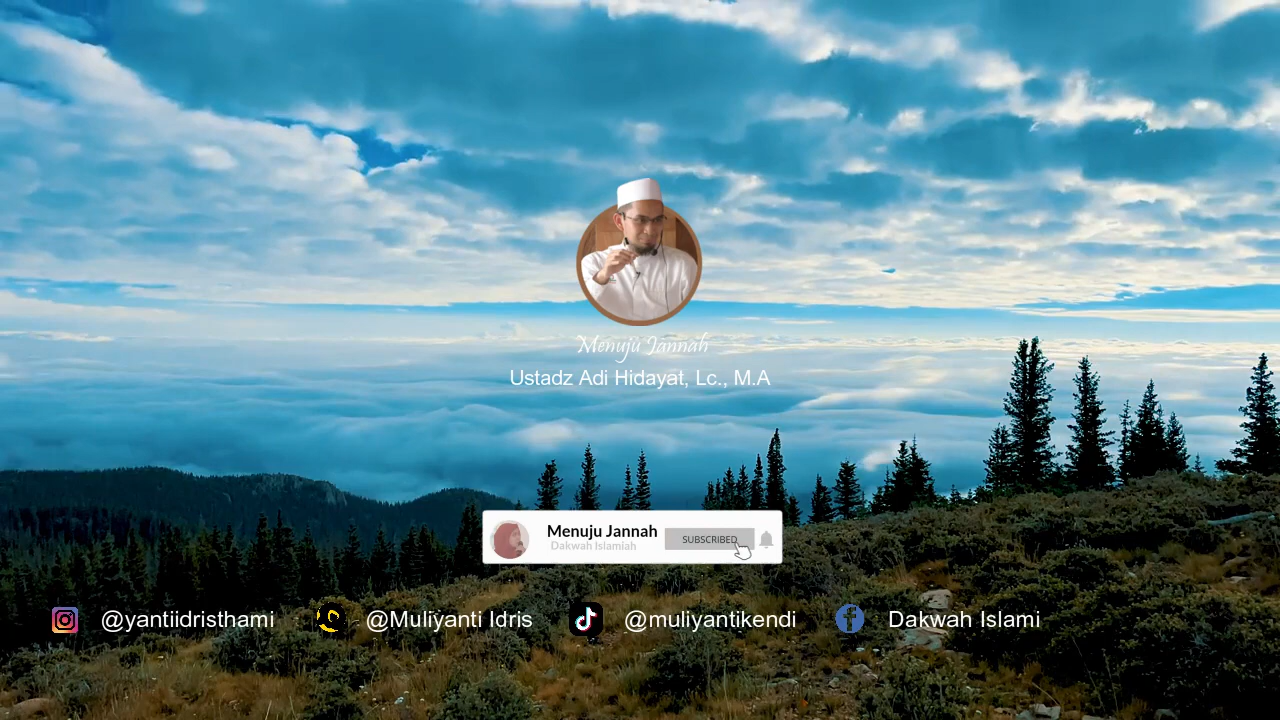 Menuju Jannah
Ustadz Adi Hidayat, Lc., M.A
Menuju Jannah
Dakwah Islamiah
SUBSCRIBED
@yantiidristhami @Muliyanti Idris @muliyantikendi Dakwah Islami